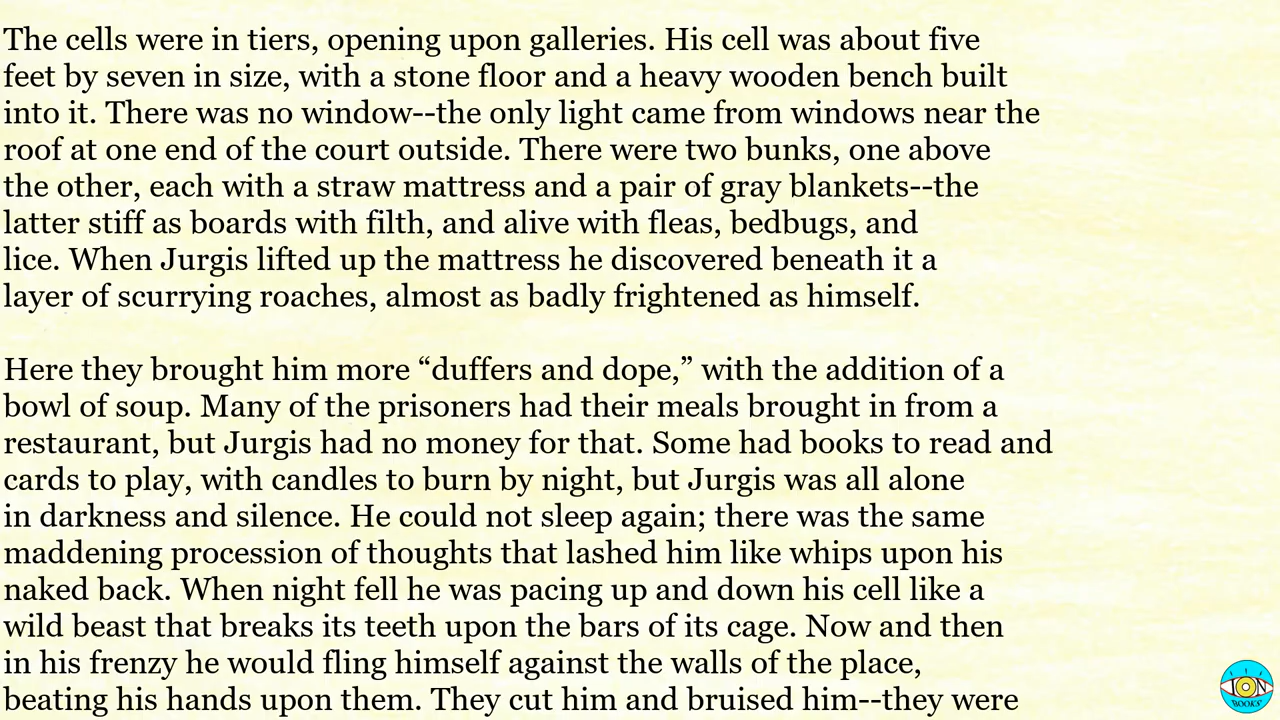 The cells were in tiers, opening upon galleries. His cell was about five
feet by seven in size, with a stone floor and a heavy wooden bench built
into it. There was no window--the only light came from windows near the
roof at one end of the court outside. There were two bunks, one above
the other, each with a straw mattress and a pair of gray blankets--the
latter stiff as boards with filth, and alive with fleas, bedbugs, and
lice. When Jurgis lifted up the mattress he discovered beneath it a
layer of scurrying roaches, almost as badly frightened as himself.

Here they brought him more “duffers and dope,” with the addition of a
bowl of soup. Many of the prisoners had their meals brought in from a
restaurant, but Jurgis had no money for that. Some had books to read and
cards to play, with candles to burn by night, but Jurgis was all alone
in darkness and silence. He could not sleep again; there was the same
maddening procession of thoughts that lashed him like whips upon his
naked back. When night fell he was pacing up and down his cell like a
wild beast that breaks its teeth upon the bars of its cage. Now and then
in his frenzy he would fling himself against the walls of the place,
beating his hands upon them. They cut him and bruised him--they were
ION
BOOKS